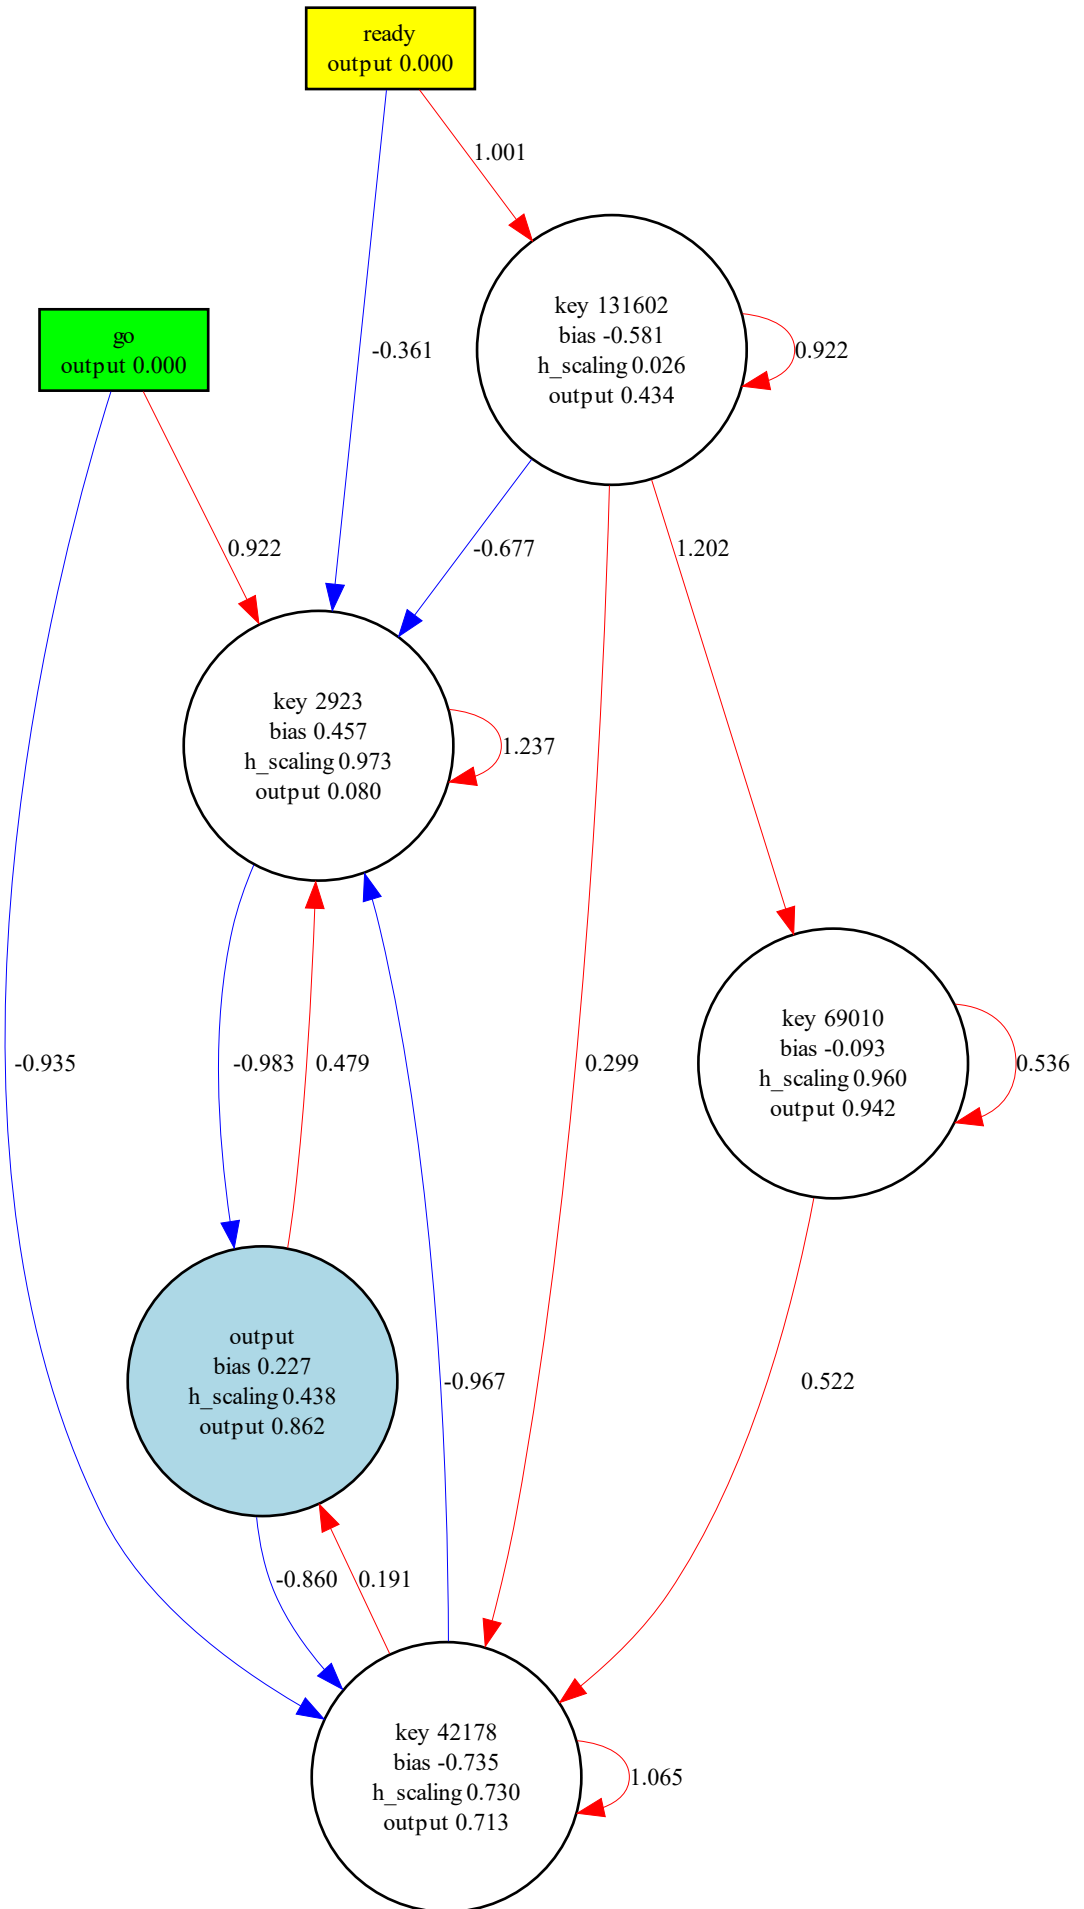 ready
output 0.000
1.001
key 131602
bias -0.581
h_scaling 0.026
output 0.434
0.922
go
output 0.000
-0.361
0.922
-0.677
1.202
key 2923
bias 0.457
h_scaling 0.973
output 0.080
1.237
key 69010
bias -0.093
h_scaling 0.960
output 0.942
0.536
-0.935
-0.983
0.479
0.299
output
bias 0.227
h_scaling 0.438
output 0.862
-0.967
0.522
-0.860
0.191
key 42178
bias -0.735
h_scaling 0.730
output 0.713
1.065